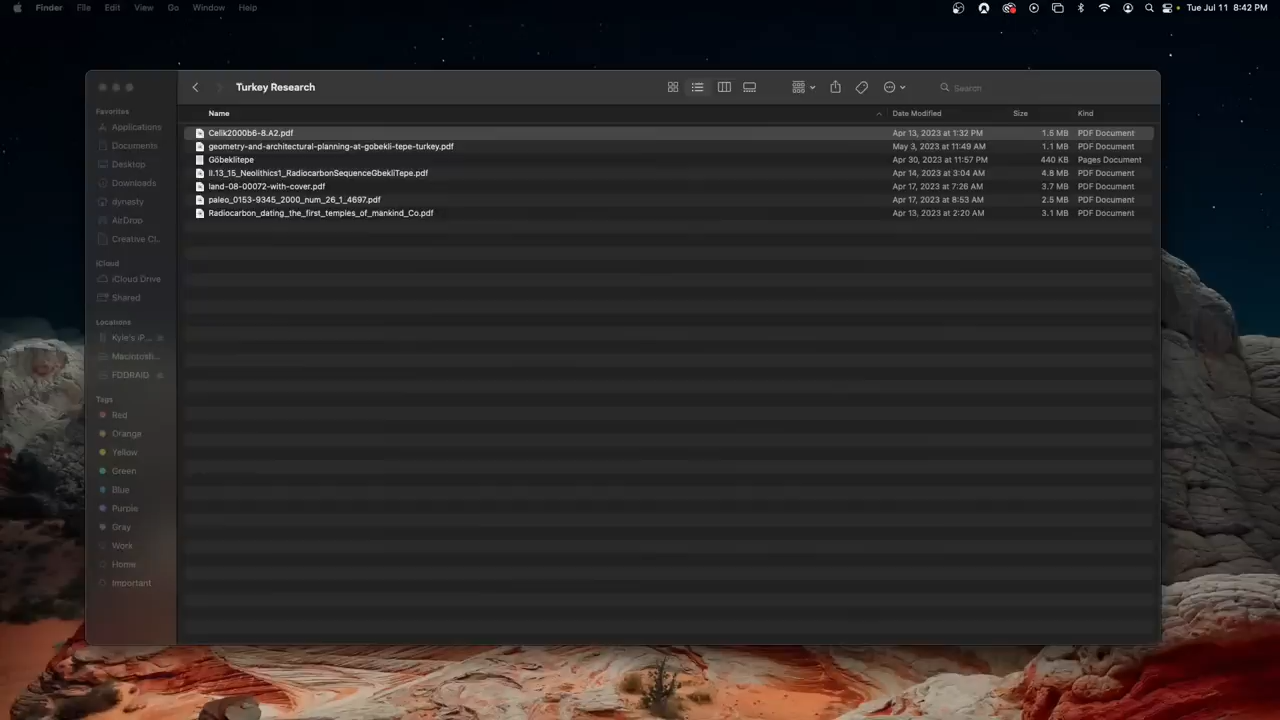 Finder File Edit View Go Window Help Tue Jul 11 8:42 PM
Turkey Research Search
Favorites
Applications
Documents
Desktop
Downloads
dynasty
AirDrop
Creative Cl...
iCloud
iCloud Drive
Shared
Locations
Kyle's iP...
Macintosh...
FDDRAID
Tags
Red
Orange
Yellow
Green
Blue
Purple
Gray
Work
Home
Important
Name Date Modified Size Kind
Celik2000b6-8.A2.pdf Apr 13, 2023 at 1:32 PM 1.6 MB PDF Document
geometry-and-architectural-planning-at-gobekli-tepe-turkey.pdf May 3, 2023 at 11:49 AM 1.1 MB PDF Document
Göbeklitepe Apr 30, 2023 at 11:57 PM 440 KB Pages Document
II.13_15_Neolithics1_RadiocarbonSequenceGbekliTepe.pdf Apr 14, 2023 at 3:04 AM 4.8 MB PDF Document
land-08-00072-with-cover.pdf Apr 17, 2023 at 7:26 AM 3.7 MB PDF Document
paleo_0153-9345_2000_num_26_1_4697.pdf Apr 17, 2023 at 8:53 AM 2.5 MB PDF Document
Radiocarbon_dating_the_first_temples_of_mankind_Co.pdf Apr 13, 2023 at 2:20 AM 3.1 MB PDF Document